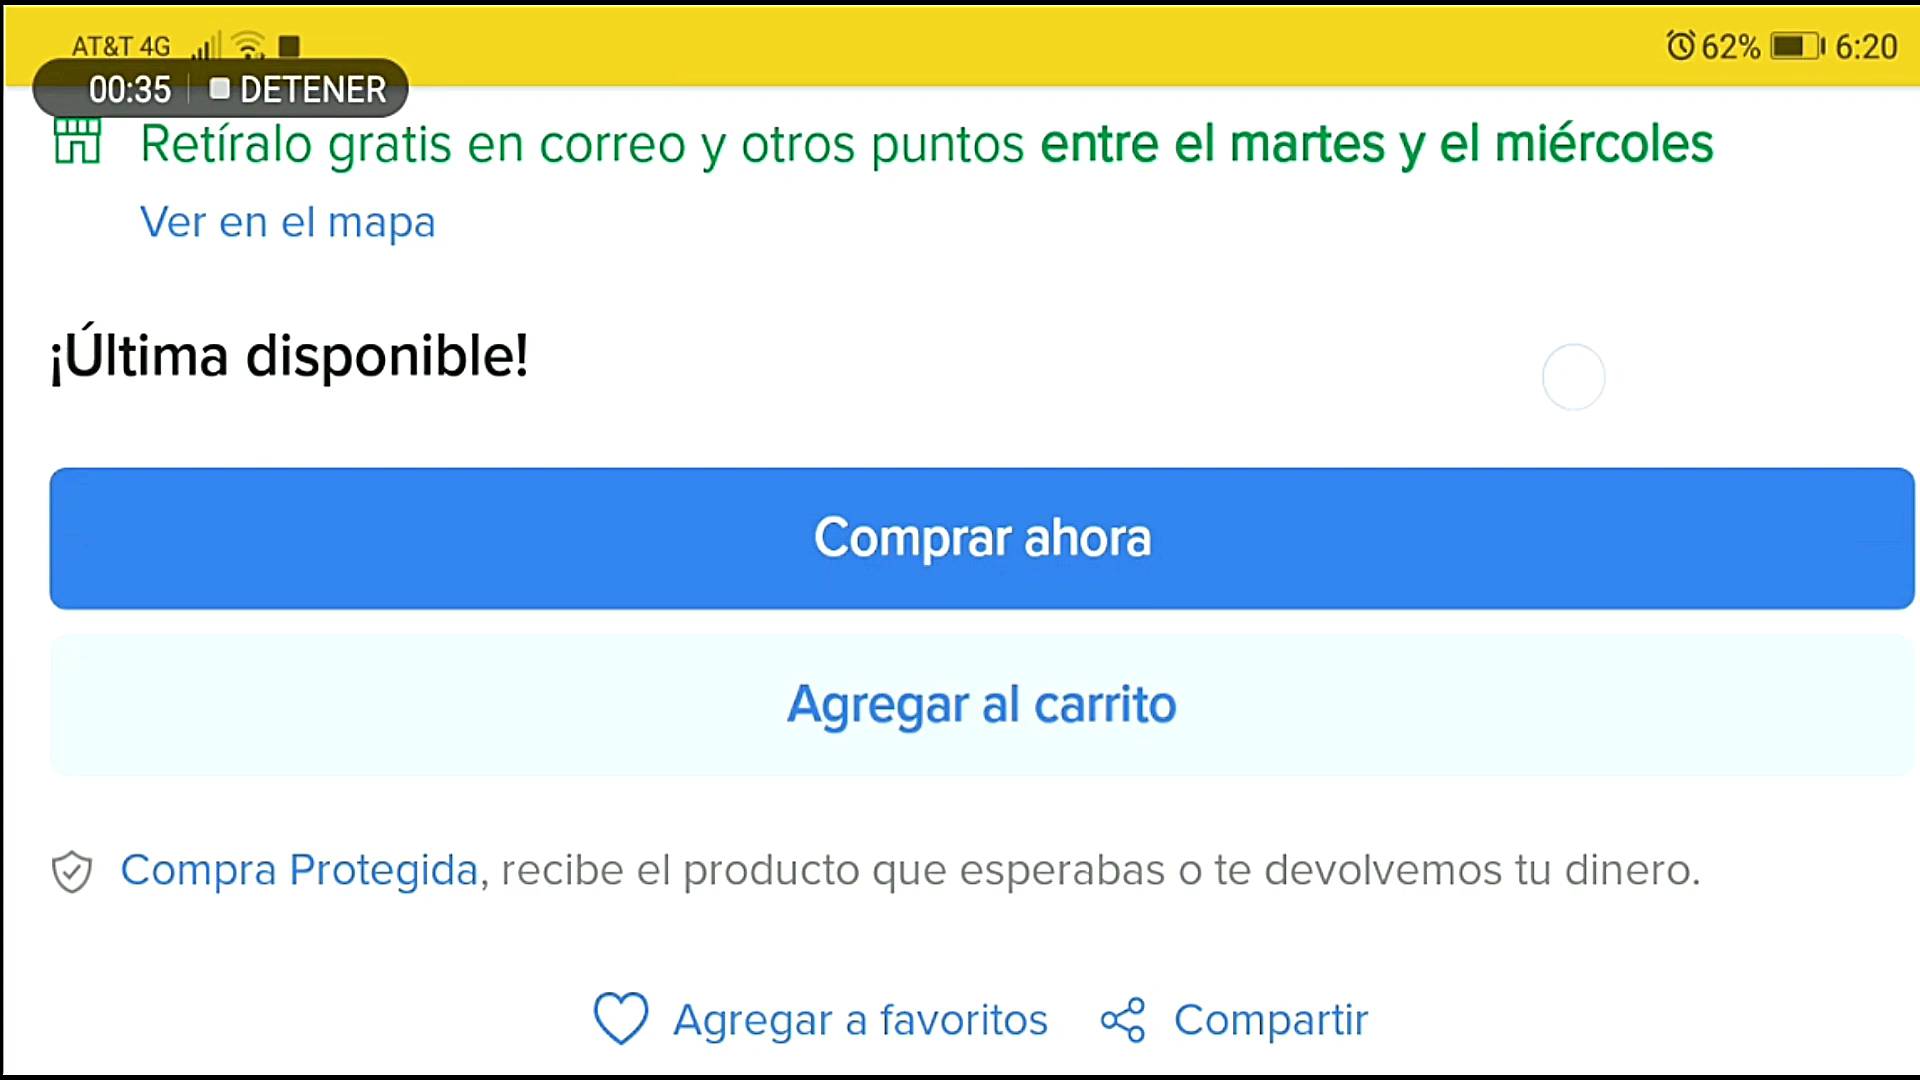 AT&T 4G 62% 6:20
00:35 DETENER
Retíralo gratis en correo y otros puntos entre el martes y el miércoles
Ver en el mapa
¡Última disponible!
Comprar ahora
Agregar al carrito
Compra Protegida, recibe el producto que esperabas o te devolvemos tu dinero.
Agregar a favoritos Compartir